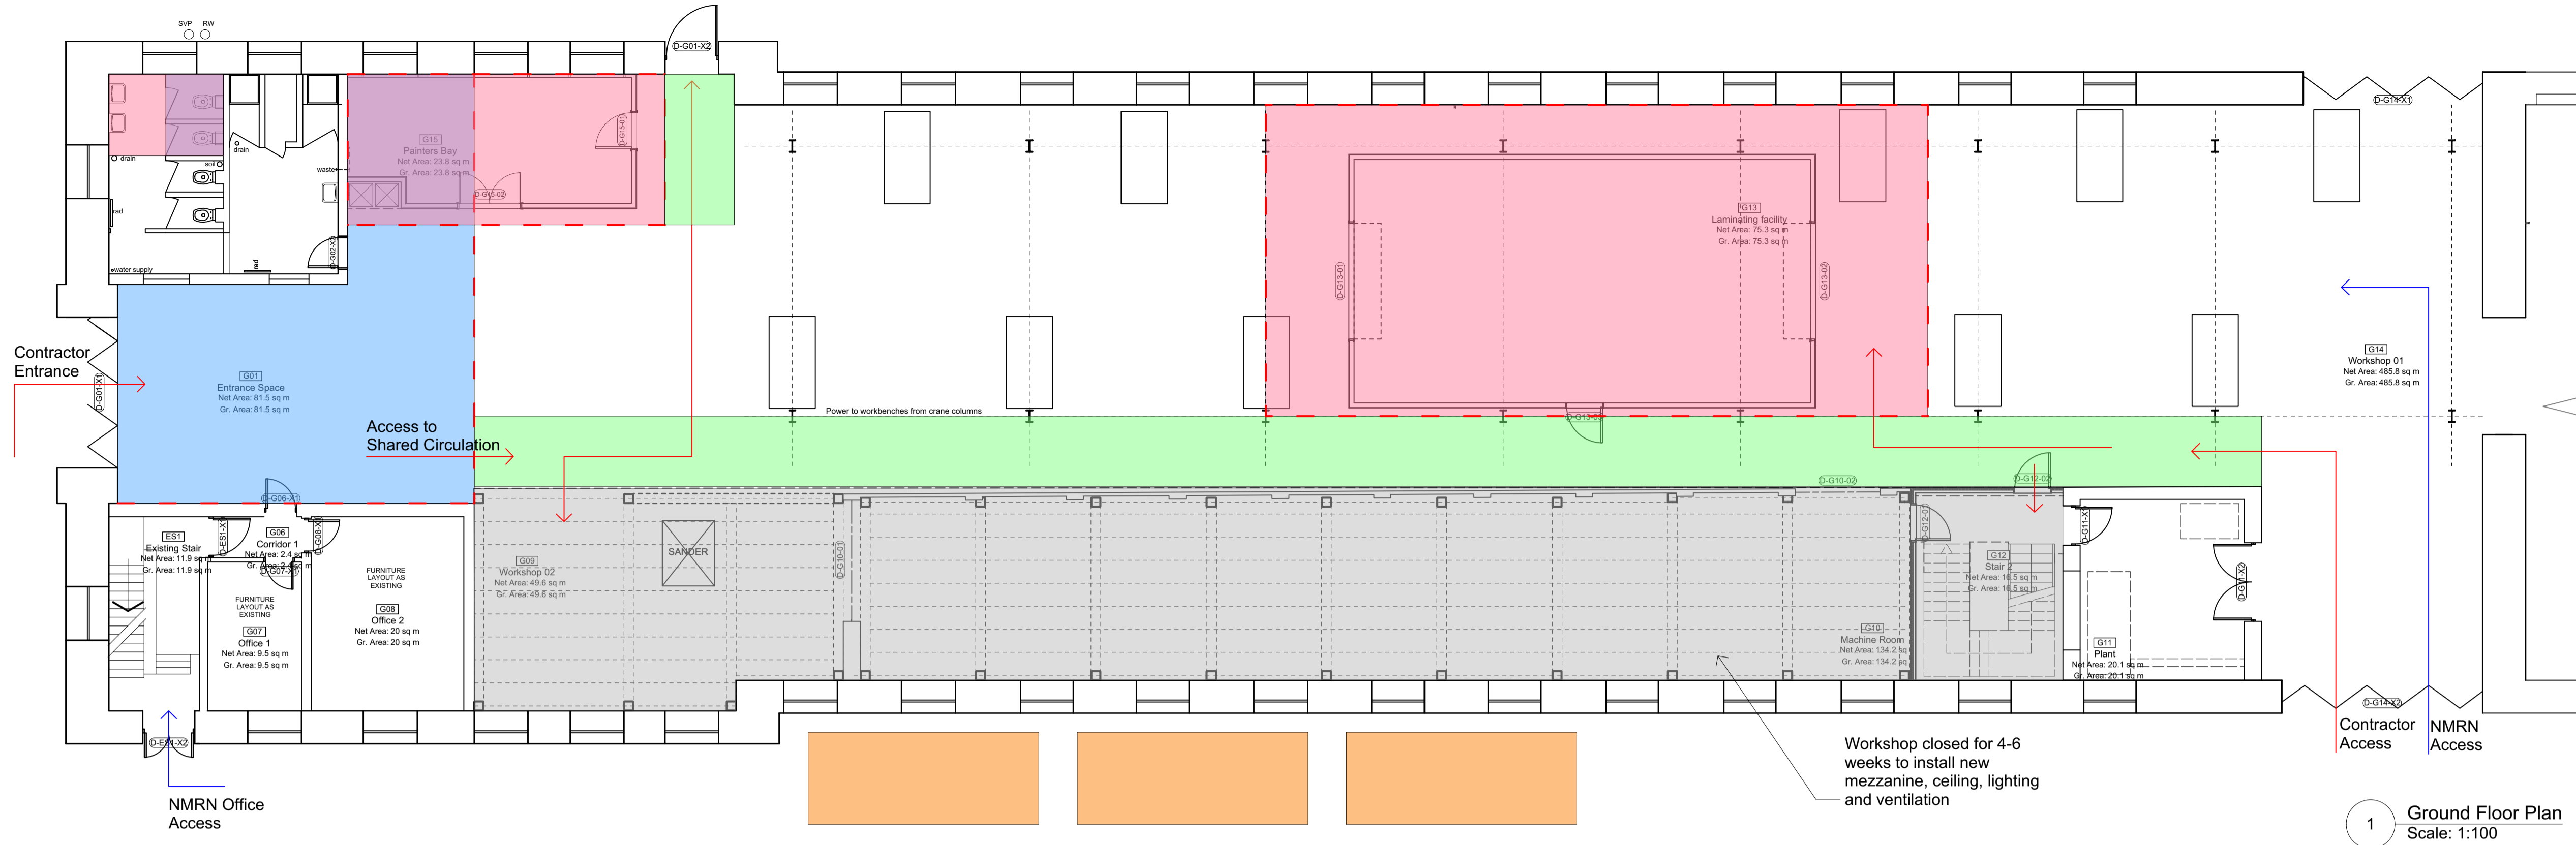 SVP RW
D-G01-X2
D-G14-X1
drain
soil
drain
waste
rad
water supply
rad
D-G02-X2
G15
Painters Bay
Net Area: 23.8 sq m
Gr. Area: 23.8 sq m
D-G15-01
D-G15-02
G13
Laminating facility
Net Area: 75.3 sq m
Gr. Area: 75.3 sq m
D-G13-01
D-G13-02
D-G13-03
G14
Workshop 01
Net Area: 485.8 sq m
Gr. Area: 485.8 sq m
Contractor
Entrance
D-G01-X1
G01
Entrance Space
Net Area: 81.5 sq m
Gr. Area: 81.5 sq m
Access to
Shared Circulation
Power to workbenches from crane columns
D-G06-X1
ES1
Existing Stair
Net Area: 11.9 sq m
Gr. Area: 11.9 sq m
D-ES1-X1
G06
Corridor 1
Net Area: 2.4 sq m
Gr. Area: 2.4 sq m
D-G07-X1
D-G08-X1
FURNITURE
LAYOUT AS
EXISTING
G07
Office 1
Net Area: 9.5 sq m
Gr. Area: 9.5 sq m
FURNITURE
LAYOUT AS
EXISTING
G08
Office 2
Net Area: 20 sq m
Gr. Area: 20 sq m
G09
Workshop 02
Net Area: 49.6 sq m
Gr. Area: 49.6 sq m
SANDER
D-G10-01
D-G10-02
G10
Machine Room
Net Area: 134.2 sq
Gr. Area: 134.2 sq
D-G12-01
D-G12-02
G12
Stair 2
Net Area: 16.5 sq m
Gr. Area: 16.5 sq m
D-G11-X1
D-G11-X2
G11
Plant
Net Area: 20.1 sq m
Gr. Area: 20.1 sq m
D-G14-X2
D-ES1-X2
NMRN Office
Access
Workshop closed for 4-6
weeks to install new
mezzanine, ceiling, lighting
and ventilation
Contractor
Access
NMRN
Access
1
Ground Floor Plan
Scale: 1:100